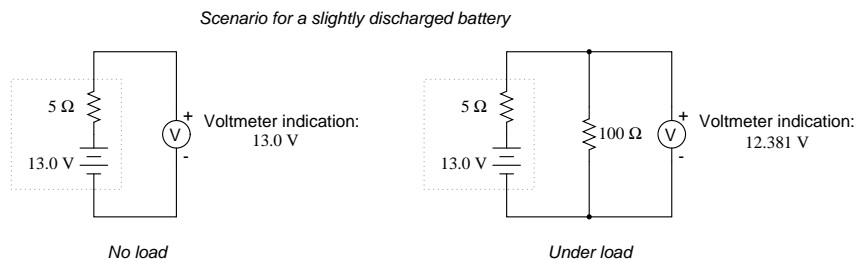 Scenario for a slightly discharged battery
5 Ω
13.0 V
+
V
-
Voltmeter indication:
13.0 V
No load
5 Ω
13.0 V
100 Ω
+
V
-
Voltmeter indication:
12.381 V
Under load